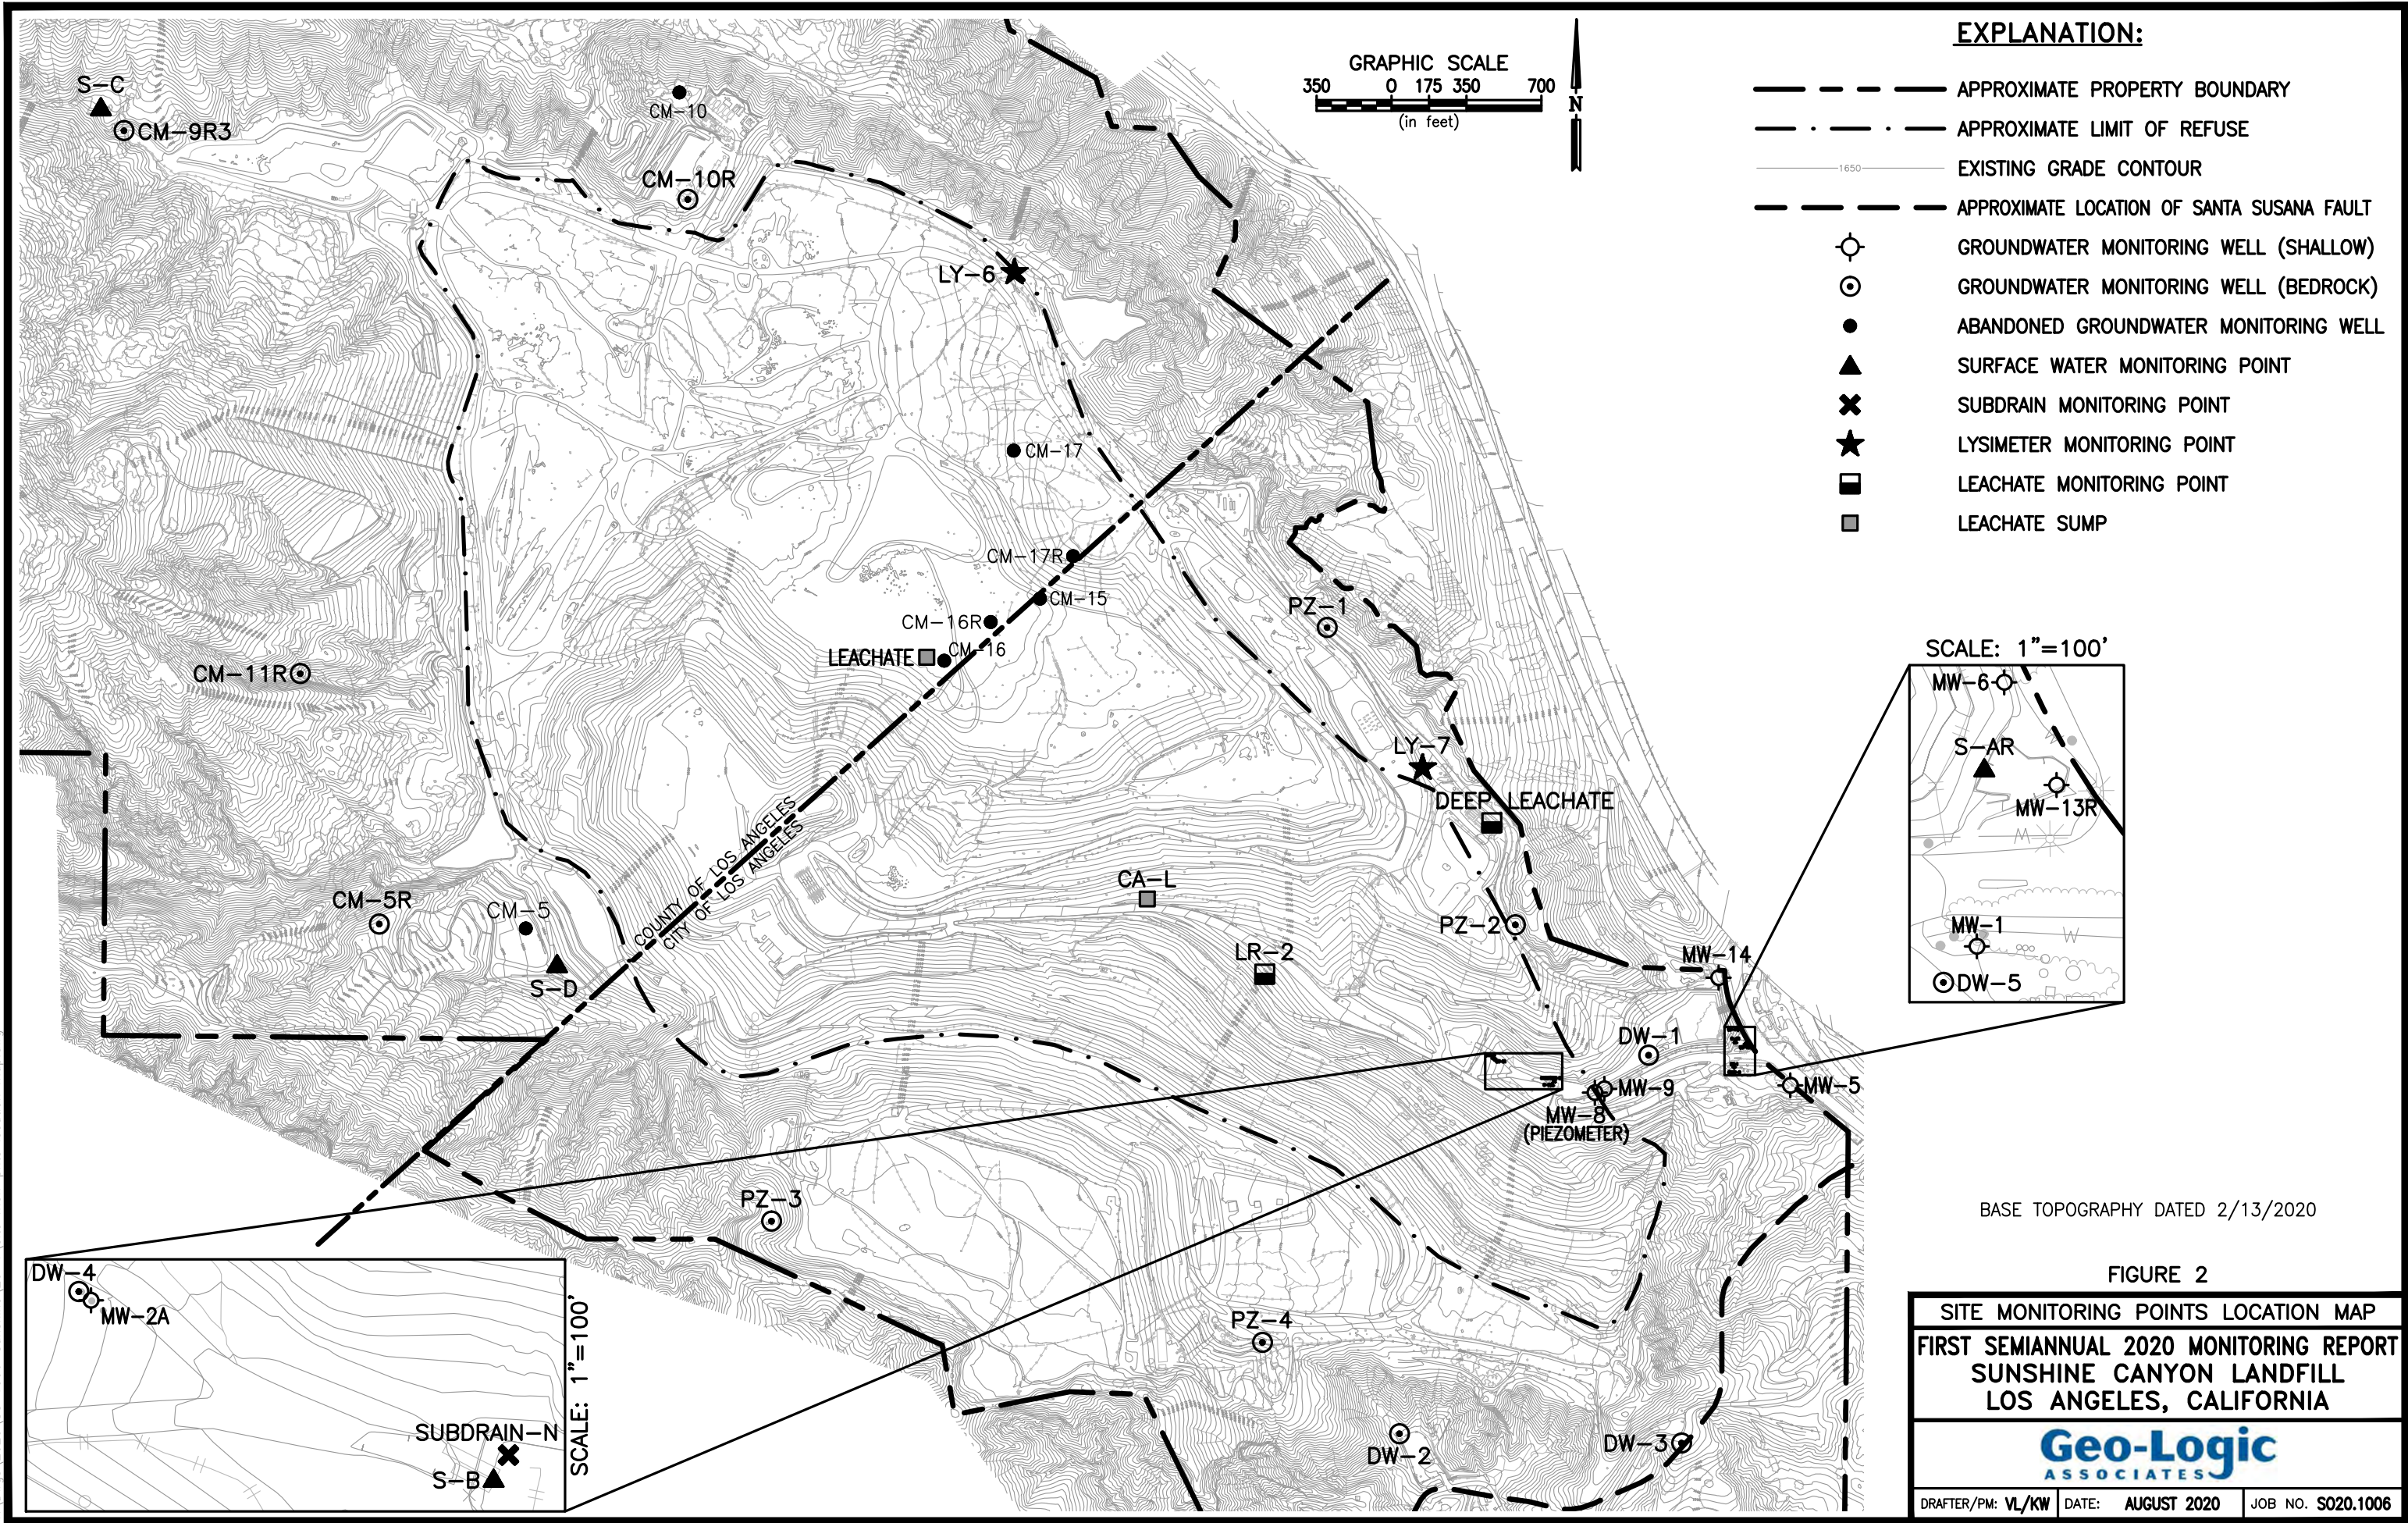 EXPLANATION:
GRAPHIC SCALE
350 0 175 350 700
(in feet)
N
APPROXIMATE PROPERTY BOUNDARY
APPROXIMATE LIMIT OF REFUSE
1650
EXISTING GRADE CONTOUR
APPROXIMATE LOCATION OF SANTA SUSANA FAULT
GROUNDWATER MONITORING WELL (SHALLOW)
GROUNDWATER MONITORING WELL (BEDROCK)
ABANDONED GROUNDWATER MONITORING WELL
SURFACE WATER MONITORING POINT
SUBDRAIN MONITORING POINT
LYSIMETER MONITORING POINT
LEACHATE MONITORING POINT
LEACHATE SUMP
S-C
CM-9R3
CM-10
CM-10R
LY-6
CM-17
CM-17R
CM-15
CM-16R
CM-16
LEACHATE
PZ-1
CM-11R
LY-7
DEEP LEACHATE
COUNTY OF LOS ANGELES
CITY OF LOS ANGELES
CM-5R
CM-5
S-D
CA-L
LR-2
PZ-2
MW-14
DW-1
MW-9
MW-8
(PIEZOMETER)
MW-5
PZ-3
PZ-4
DW-2
DW-3
SCALE: 1"=100'
MW-6
S-AR
MW-13R
MW-1
DW-5
DW-4
MW-2A
SUBDRAIN-N
S-B
SCALE: 1"=100'
BASE TOPOGRAPHY DATED 2/13/2020
FIGURE 2
SITE MONITORING POINTS LOCATION MAP
FIRST SEMIANNUAL 2020 MONITORING REPORT
SUNSHINE CANYON LANDFILL
LOS ANGELES, CALIFORNIA
Geo-Logic
ASSOCIATES
DRAFTER/PM: VL/KW DATE: AUGUST 2020 JOB NO. SO20.1006